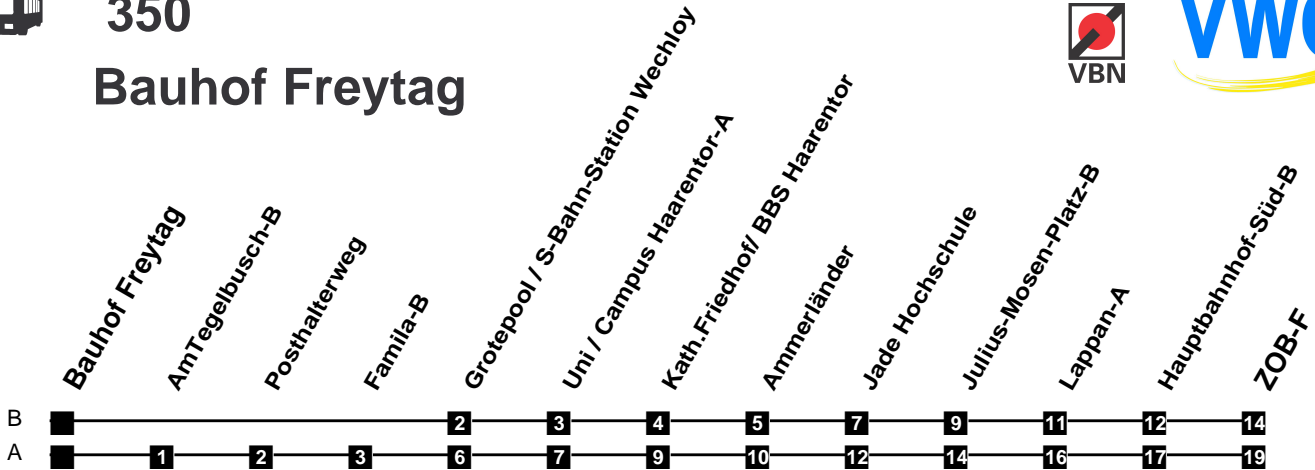 350
Bauhof Freytag
VBN
Bauhof Freytag
AmTegelbusch-B
Posthalterweg
Famila-B
Grotepool / S-Bahn-Station Wechloy
Uni / Campus Haarentor-A
Kath.Friedhof/ BBS Haarentor
Ammerländer
Jade Hochschule
Julius-Mosen-Platz-B
Lappan-A
Hauptbahnhof-Süd-B
ZOB-F
B 2 3 4 5 7 9 11 12 14
A 1 2 3 6 7 9 10 12 14 16 17 19